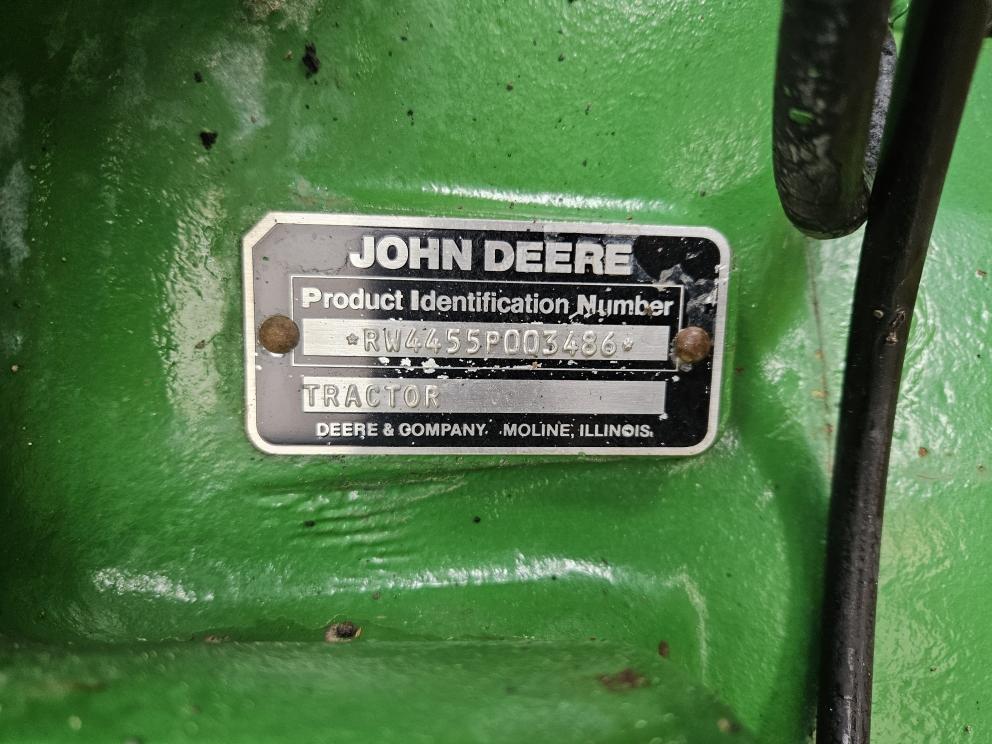 JOHN DEERE
Product Identification Number
*RW4455P003486*
TRACTOR
DEERE & COMPANY MOLINE, ILLINOIS